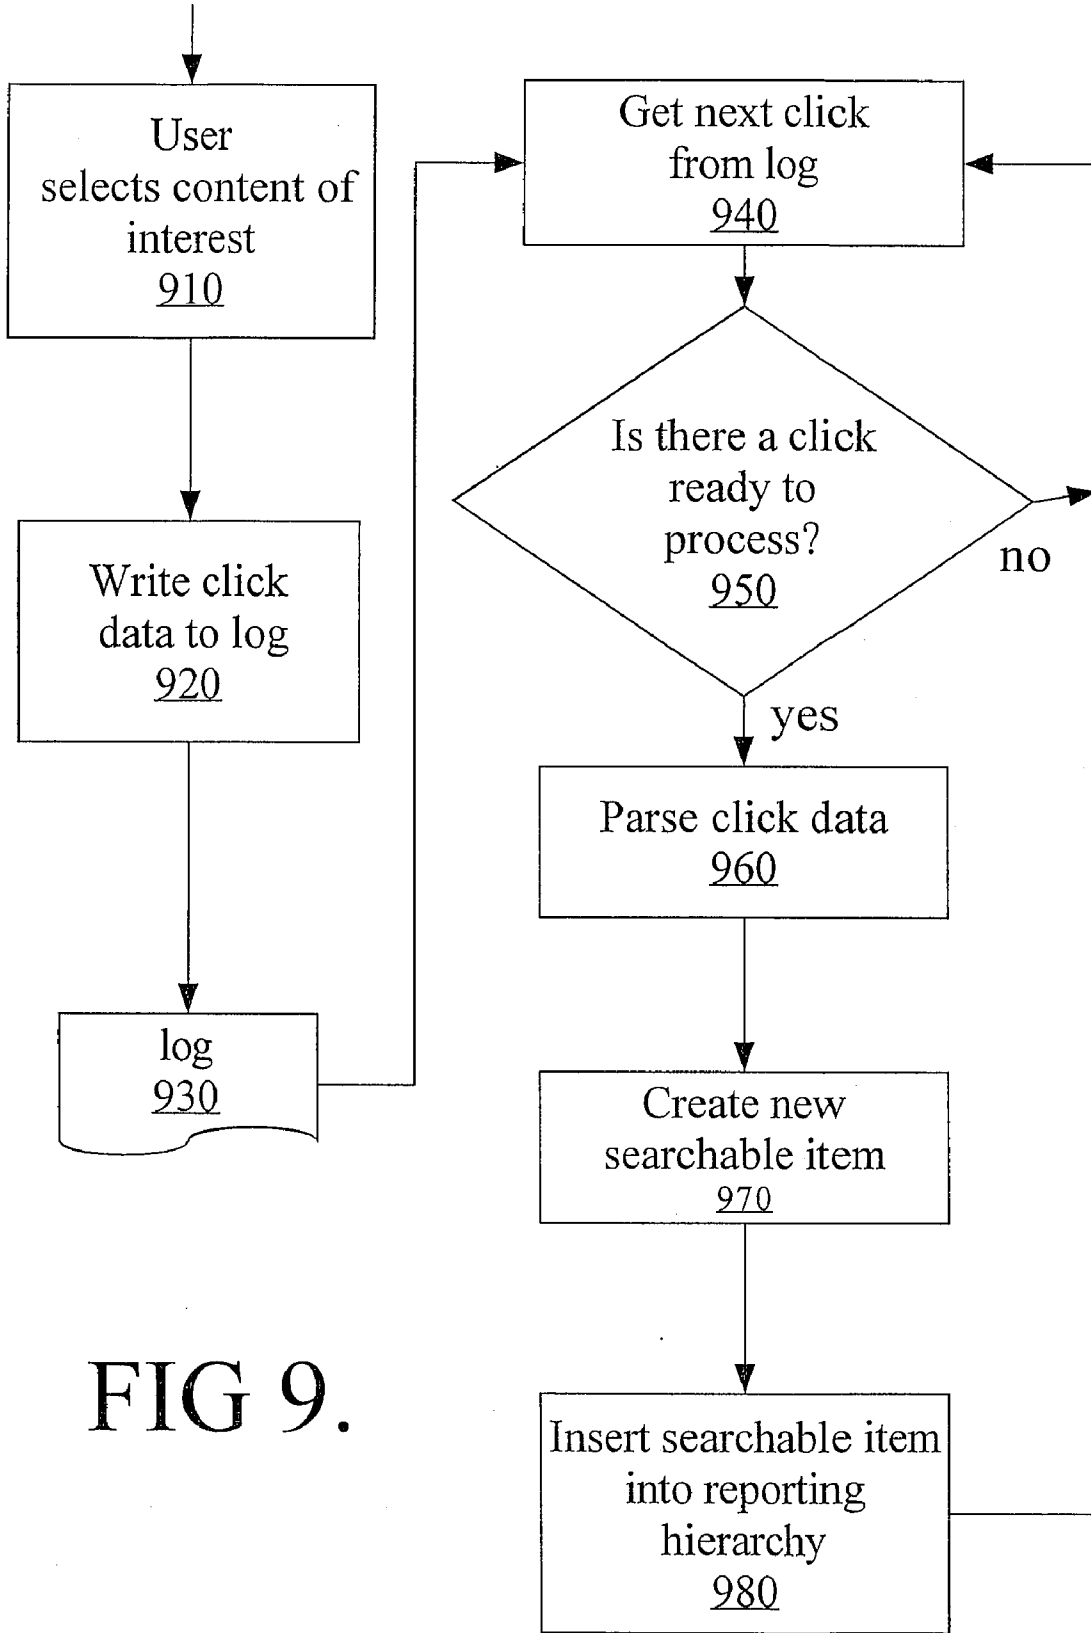 User
selects content of
interest
910
Write click
data to log
920
log
930
Get next click
from log
940
Is there a click
ready to
process?
950
no
yes
Parse click data
960
Create new
searchable item
970
Insert searchable item
into reporting
hierarchy
980
FIG 9.